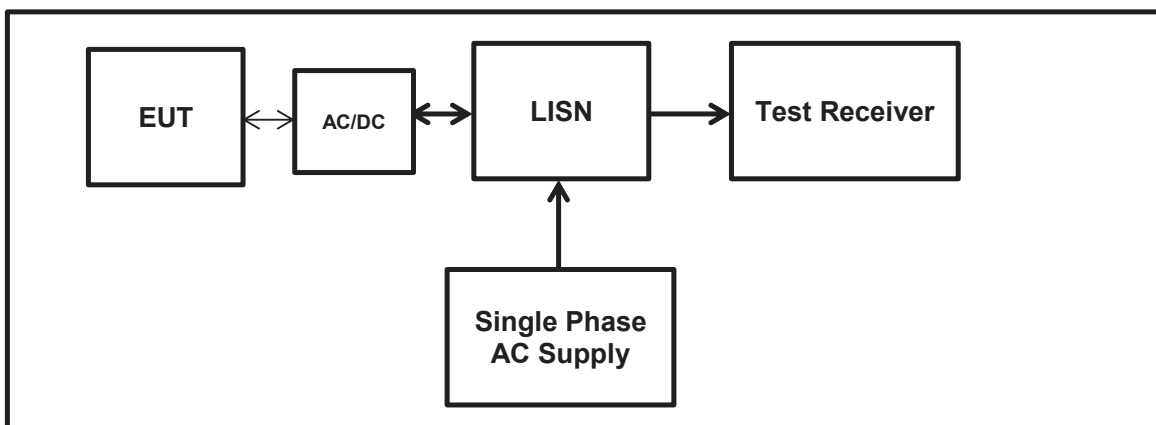 EUT
AC/DC
LISN
Test Receiver
Single Phase
AC Supply